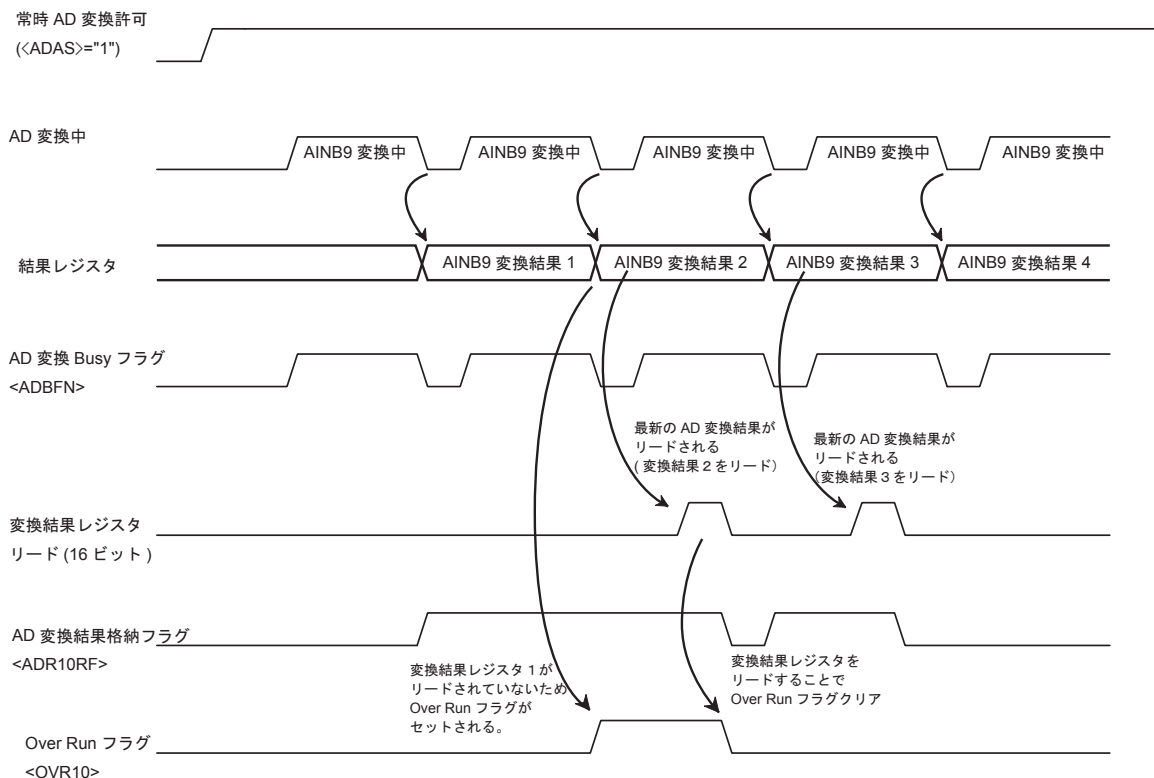 常時 AD 変換許可
(<ADAS>="1")
AD 変換中
AINB9 変換中
AINB9 変換中
AINB9 変換中
AINB9 変換中
AINB9 変換中
結果レジスタ
AINB9 変換結果 1
AINB9 変換結果 2
AINB9 変換結果 3
AINB9 変換結果 4
AD 変換 Busy フラグ
<ADBFN>
最新の AD 変換結果が
リードされる
( 変換結果 2 をリード）
最新の AD 変換結果が
リードされる
（変換結果 3 をリード）
変換結果レジスタ
リード (16 ビット )
AD 変換結果格納フラグ
<ADR10RF>
変換結果レジスタ 1 が
リードされていないため
Over Run フラグが
セットされる。
変換結果レジスタを
リードすることで
Over Run フラグクリア
Over Run フラグ
<OVR10>